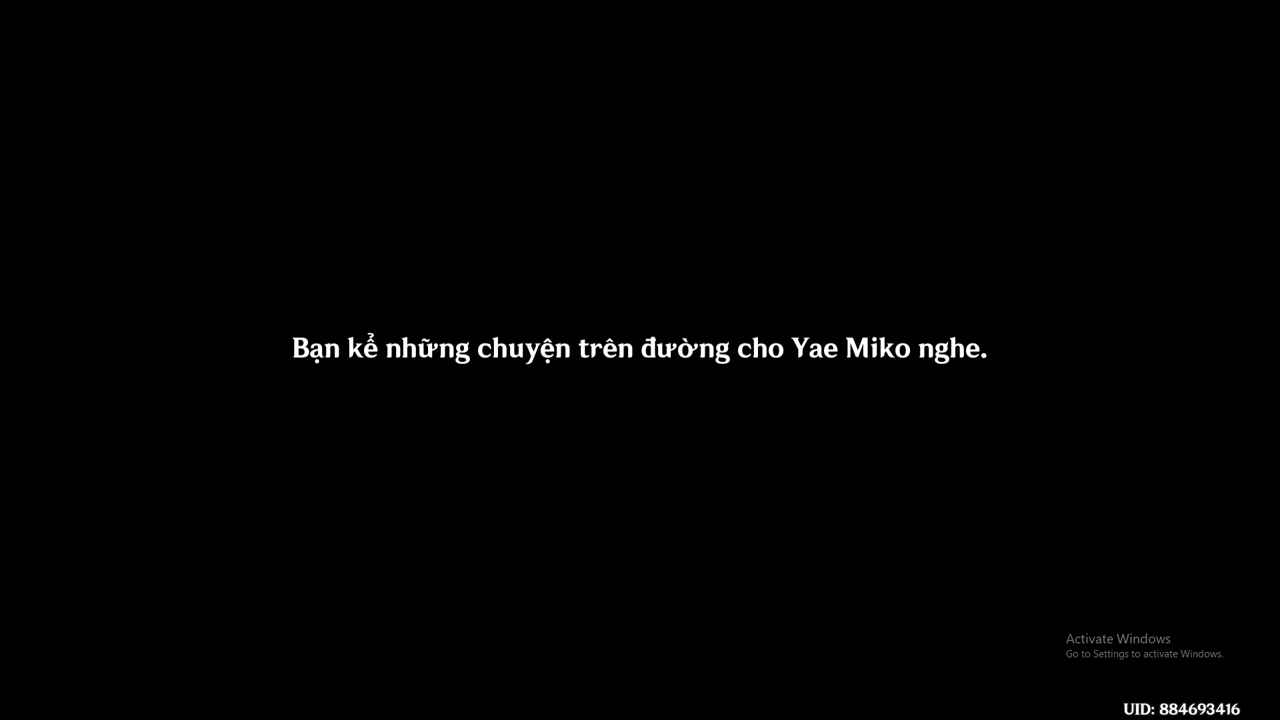 Bạn kể những chuyện trên đường cho Yae Miko nghe.
Activate Windows
Go to Settings to activate Windows.
UID: 884693416